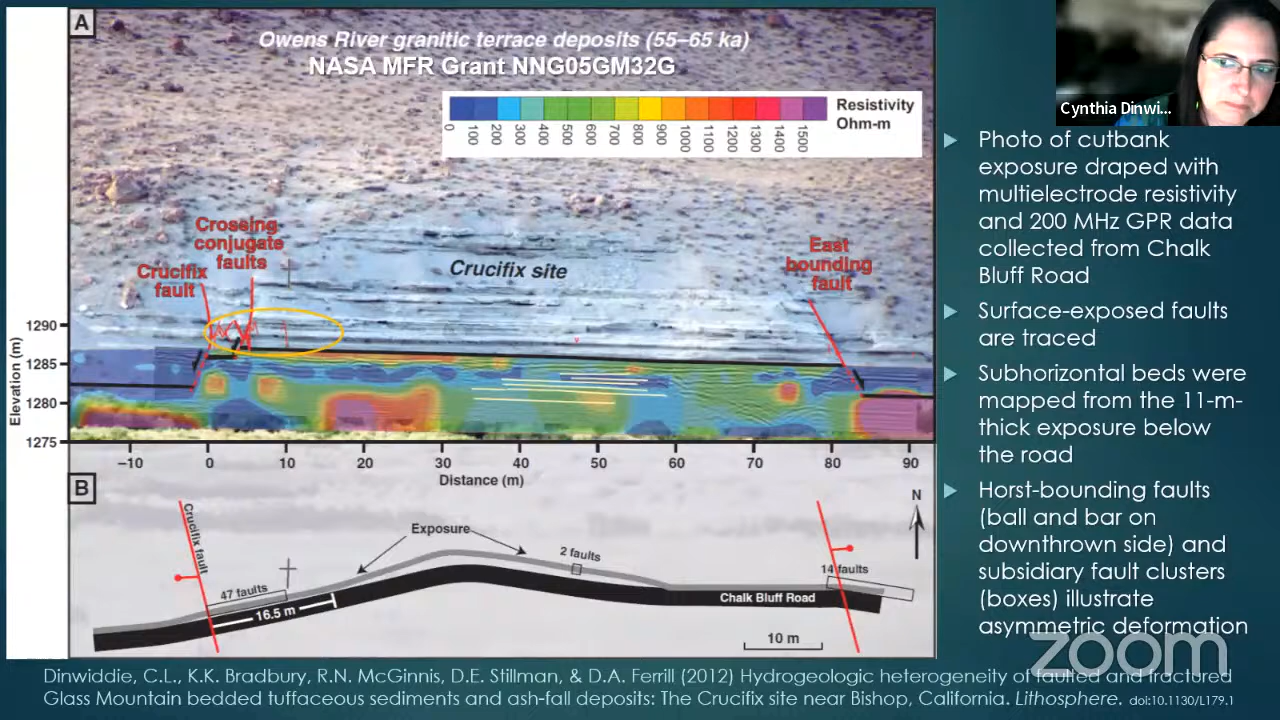 A
Owens River granitic terrace deposits (55–65 ka)
NASA MFR Grant NNG05GM32G
Resistivity
Ohm-m
0 100 200 300 400 500 600 700 800 900 1000 1100 1200 1300 1400 1500
Cynthia Dinwi...
Crossing
conjugate
faults
Crucifix
fault
Crucifix site
East
bounding
fault
Elevation (m)
1290
1285
1280
1275
–10 0 10 20 30 40 50 60 70 80 90
Distance (m)
B
Crucifix fault
Exposure
47 faults
16.5 m
2 faults
14 faults
Chalk Bluff Road
N
10 m
Photo of cutbank
exposure draped with
multielectrode resistivity
and 200 MHz GPR data
collected from Chalk
Bluff Road
Surface-exposed faults
are traced
Subhorizontal beds were
mapped from the 11-m-
thick exposure below
the road
Horst-bounding faults
(ball and bar on
downthrown side) and
subsidiary fault clusters
(boxes) illustrate
asymmetric deformation
zoom
Dinwiddie, C.L., K.K. Bradbury, R.N. McGinnis, D.E. Stillman, & D.A. Ferrill (2012) Hydrogeologic heterogeneity of faulted and fractured
Glass Mountain bedded tuffaceous sediments and ash-fall deposits: The Crucifix site near Bishop, California. Lithosphere. doi:10.1130/L179.1